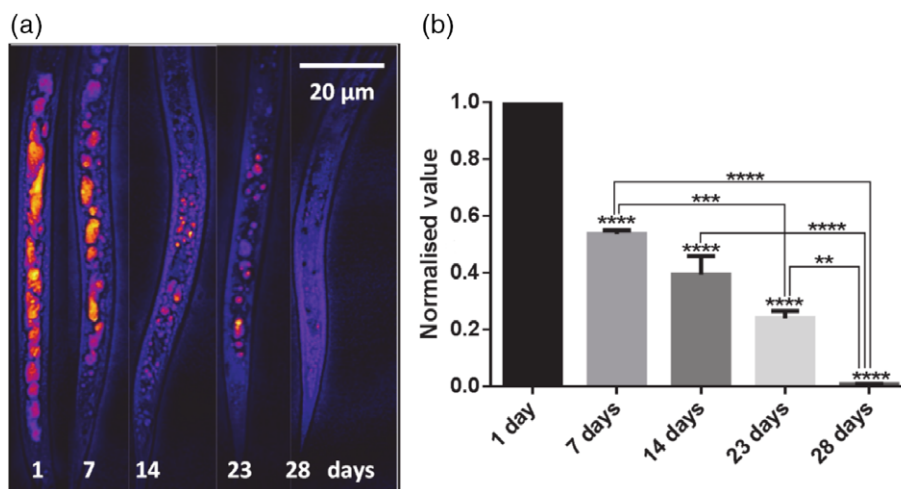 (a)
20 µm
1 7 14 23 28 days
(b)
Normalised value
1.0
0.8
0.6
0.4
0.2
0.0
****
***
****
****
****
**
****
****
1 day
7 days
14 days
23 days
28 days